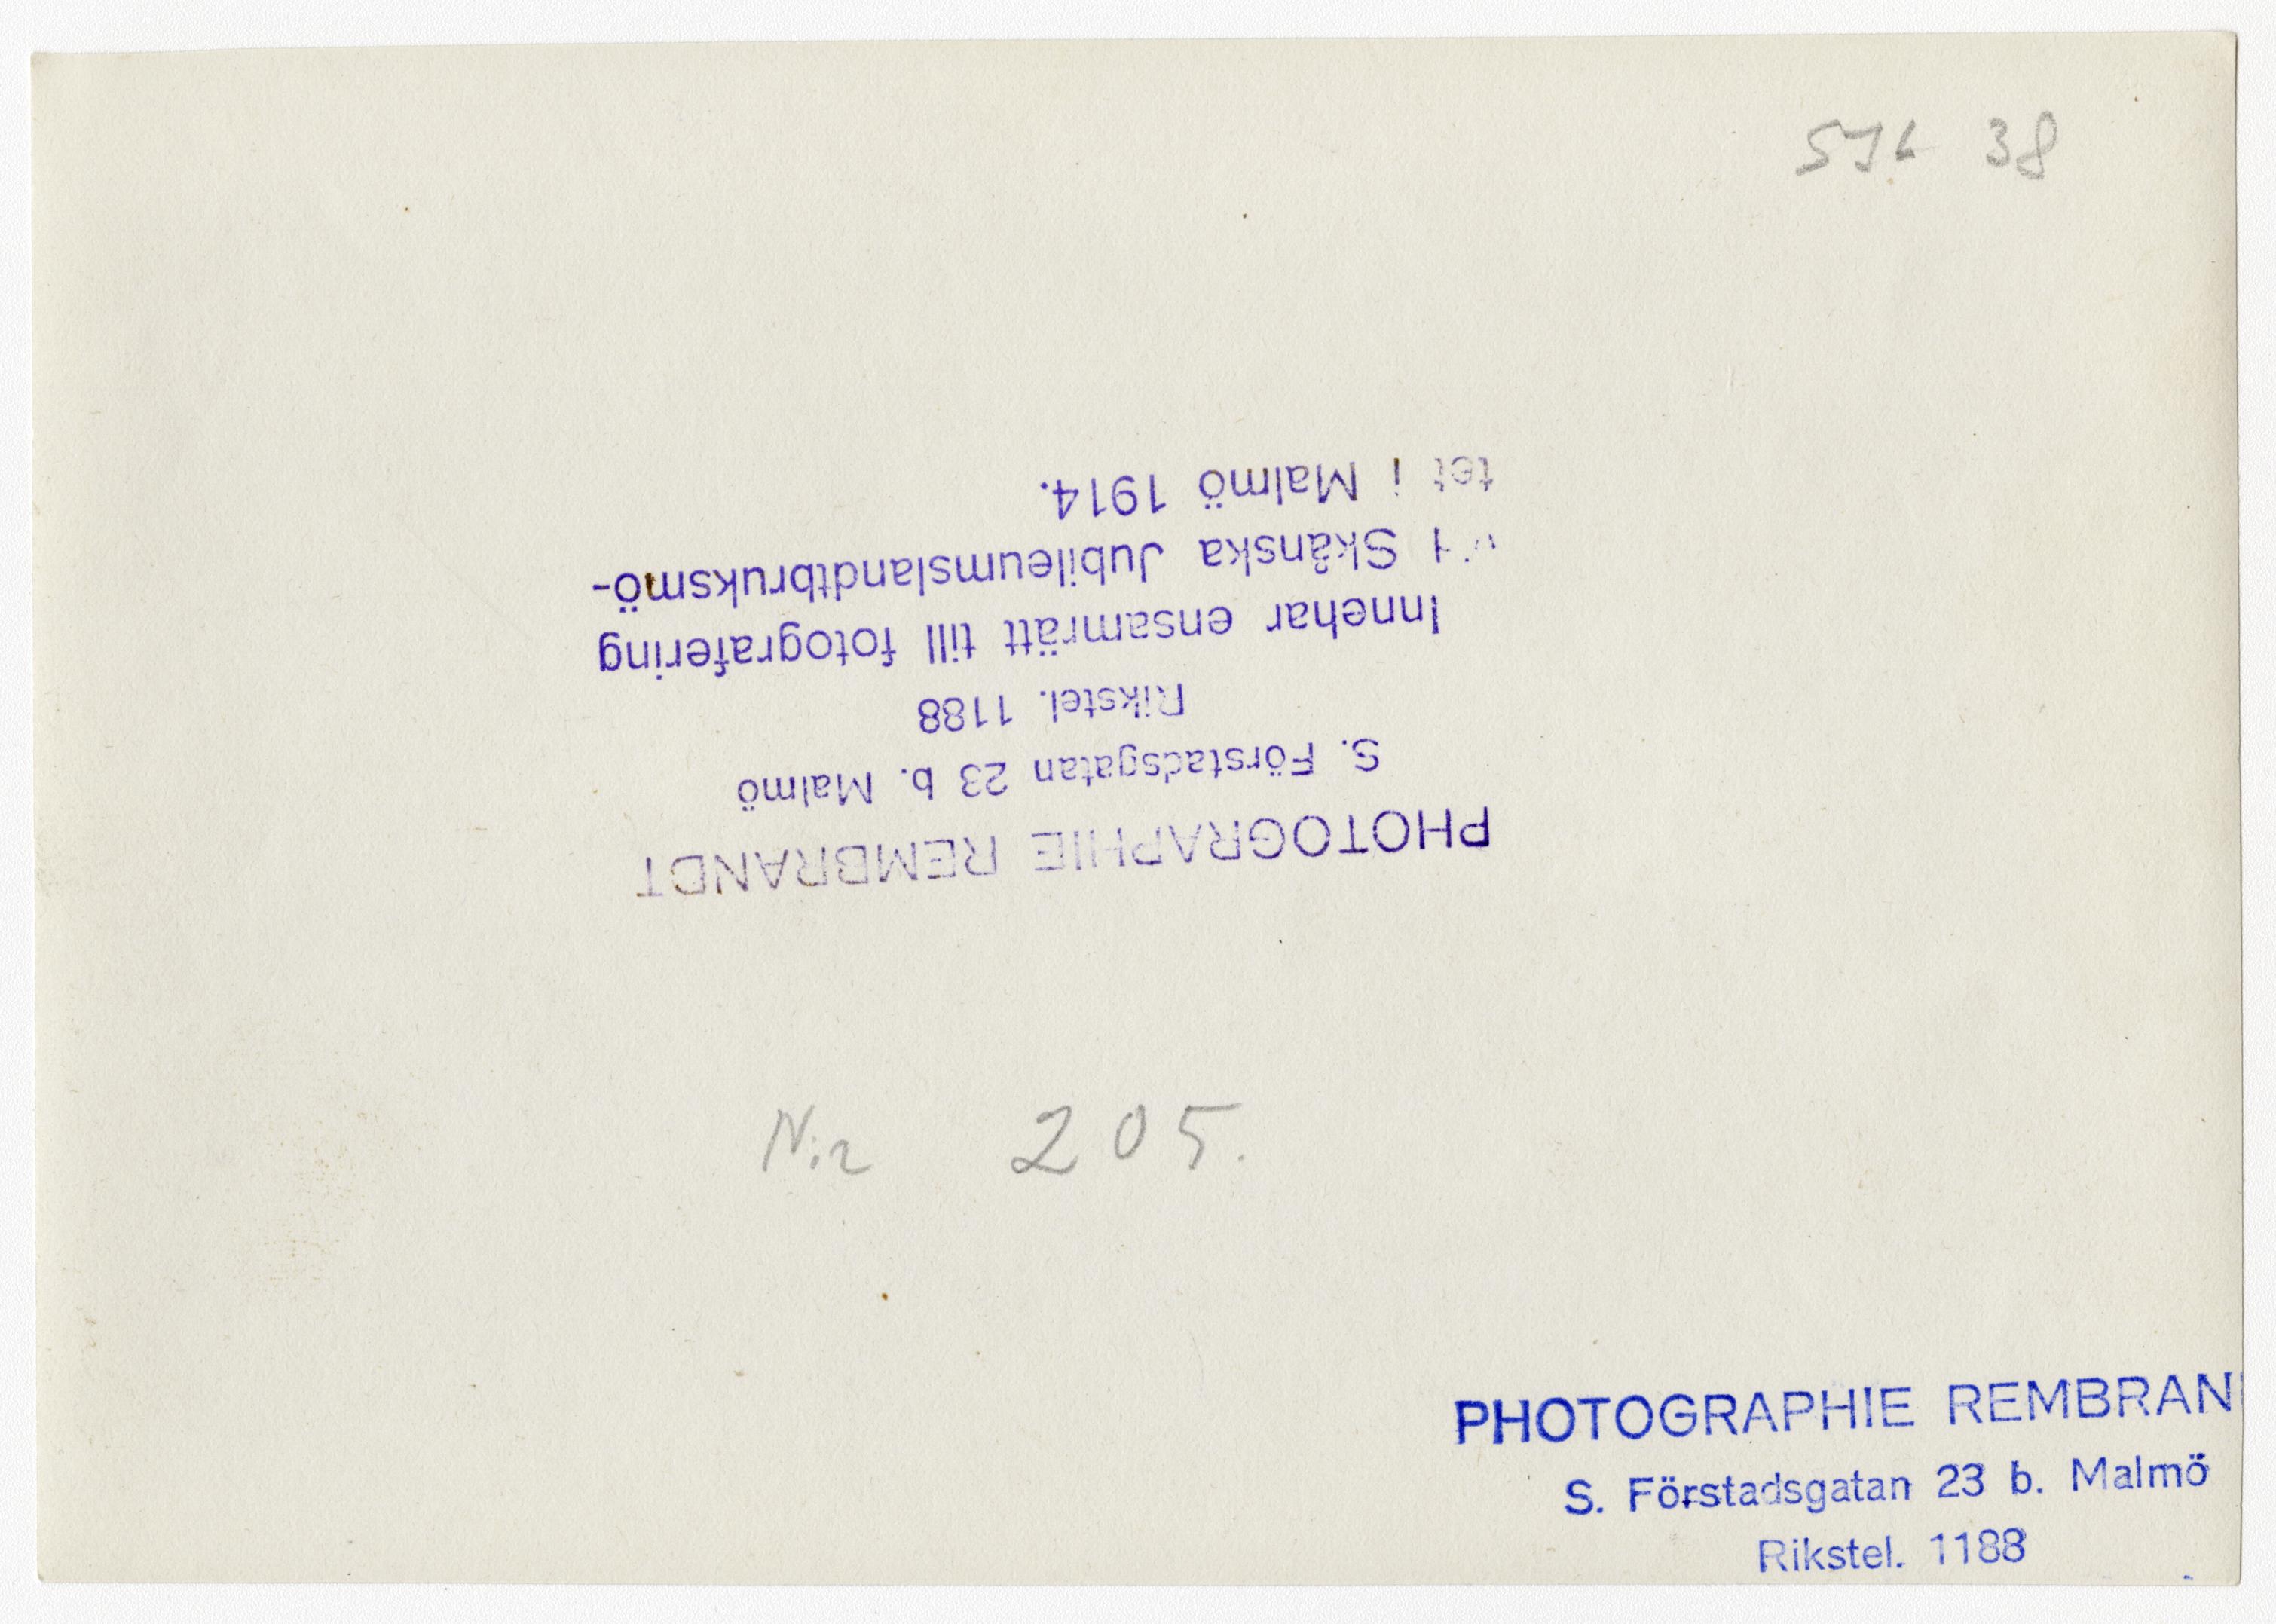 38
PHOTOGRAPHIE REMBRANDT
S. Förstadsgatan 23 b. Malmö
Rikstel. 1188
Innehar ensamrätt till fotografering
Skånska Jubileumslandtbruksmö-
tet i Malmö 1914.
N:r 205.
PHOTOGRAPHIE REMBRAN
S. Förstadsgatan 23 b. Malmö
Rikstel. 1188